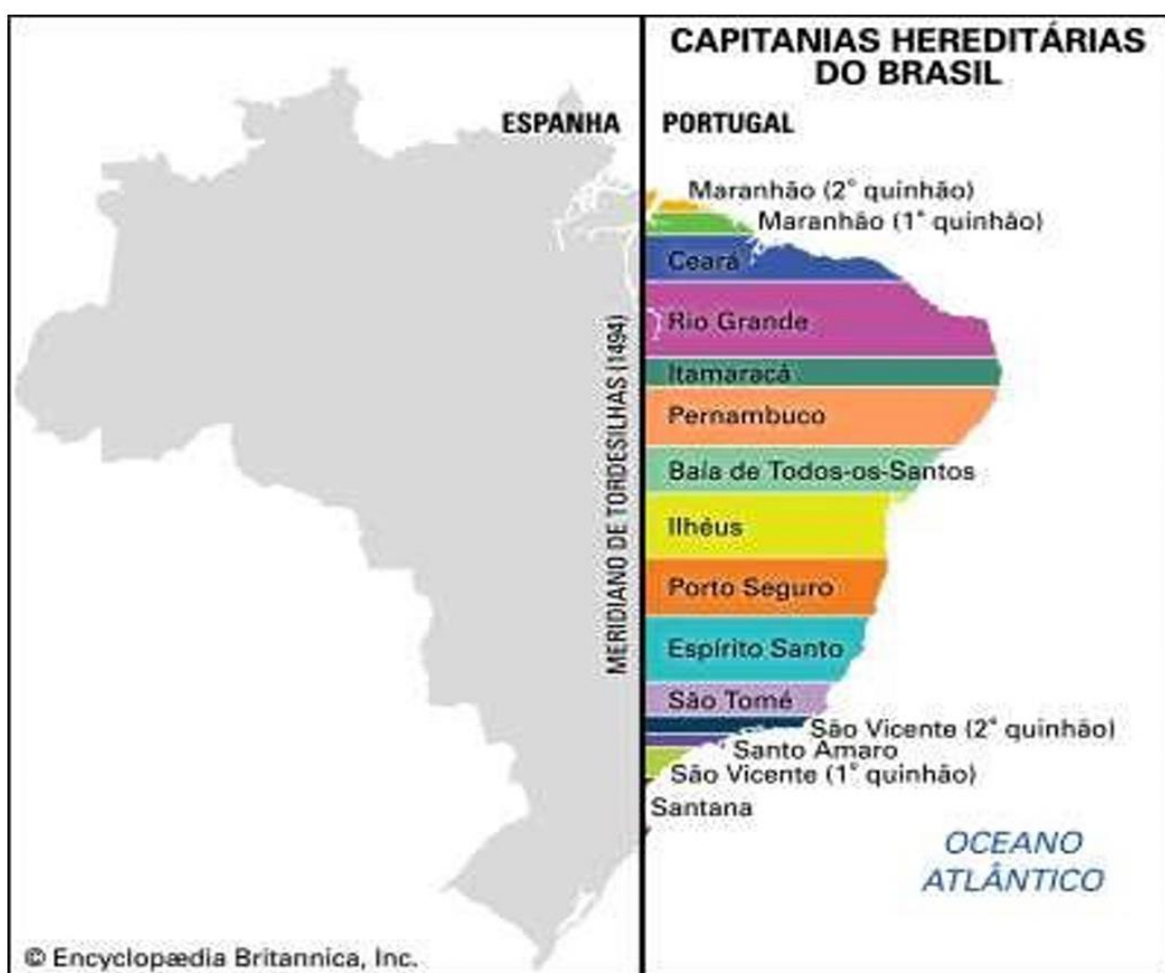 CAPITANIAS HEREDITÁRIAS
DO BRASIL
ESPANHA
PORTUGAL
Maranhão (2° quinhão)
Maranhão (1° quinhão)
Ceará
Rio Grande
Itamaracá
Pernambuco
Baía de Todos-os-Santos
Ilhéus
Porto Seguro
Espírito Santo
São Tomé
São Vicente (2° quinhão)
Santo Amaro
São Vicente (1° quinhão)
Santana
MERIDIANO DE TORDESILHAS (1494)
OCEANO
ATLÂNTICO
© Encyclopædia Britannica, Inc.